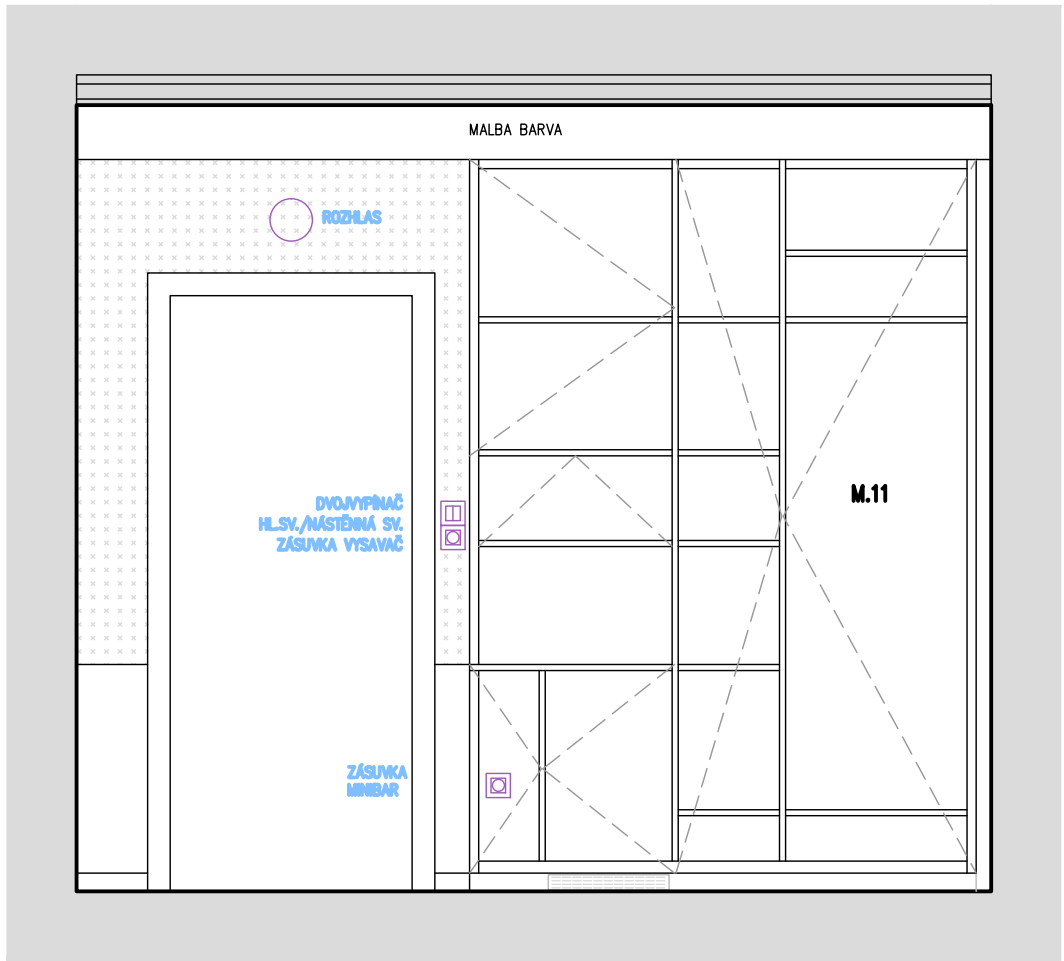 MALBA BARVA
ROZHLAS
M.11
DVOJVYPÍNAČ
HL.SV./NÁSTĚNNÁ SV.
ZÁSUVKA VYSAVAČ
ZÁSUVKA
MINIBAR